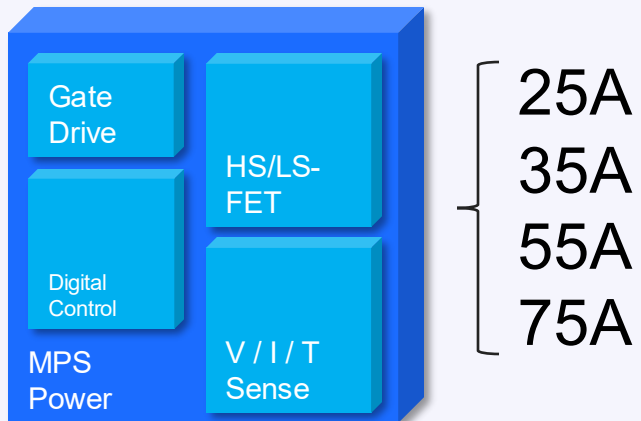 Gate
Drive
HS/LS-
FET
Digital
Control
V / I / T
Sense
MPS
Power
25A
35A
55A
75A